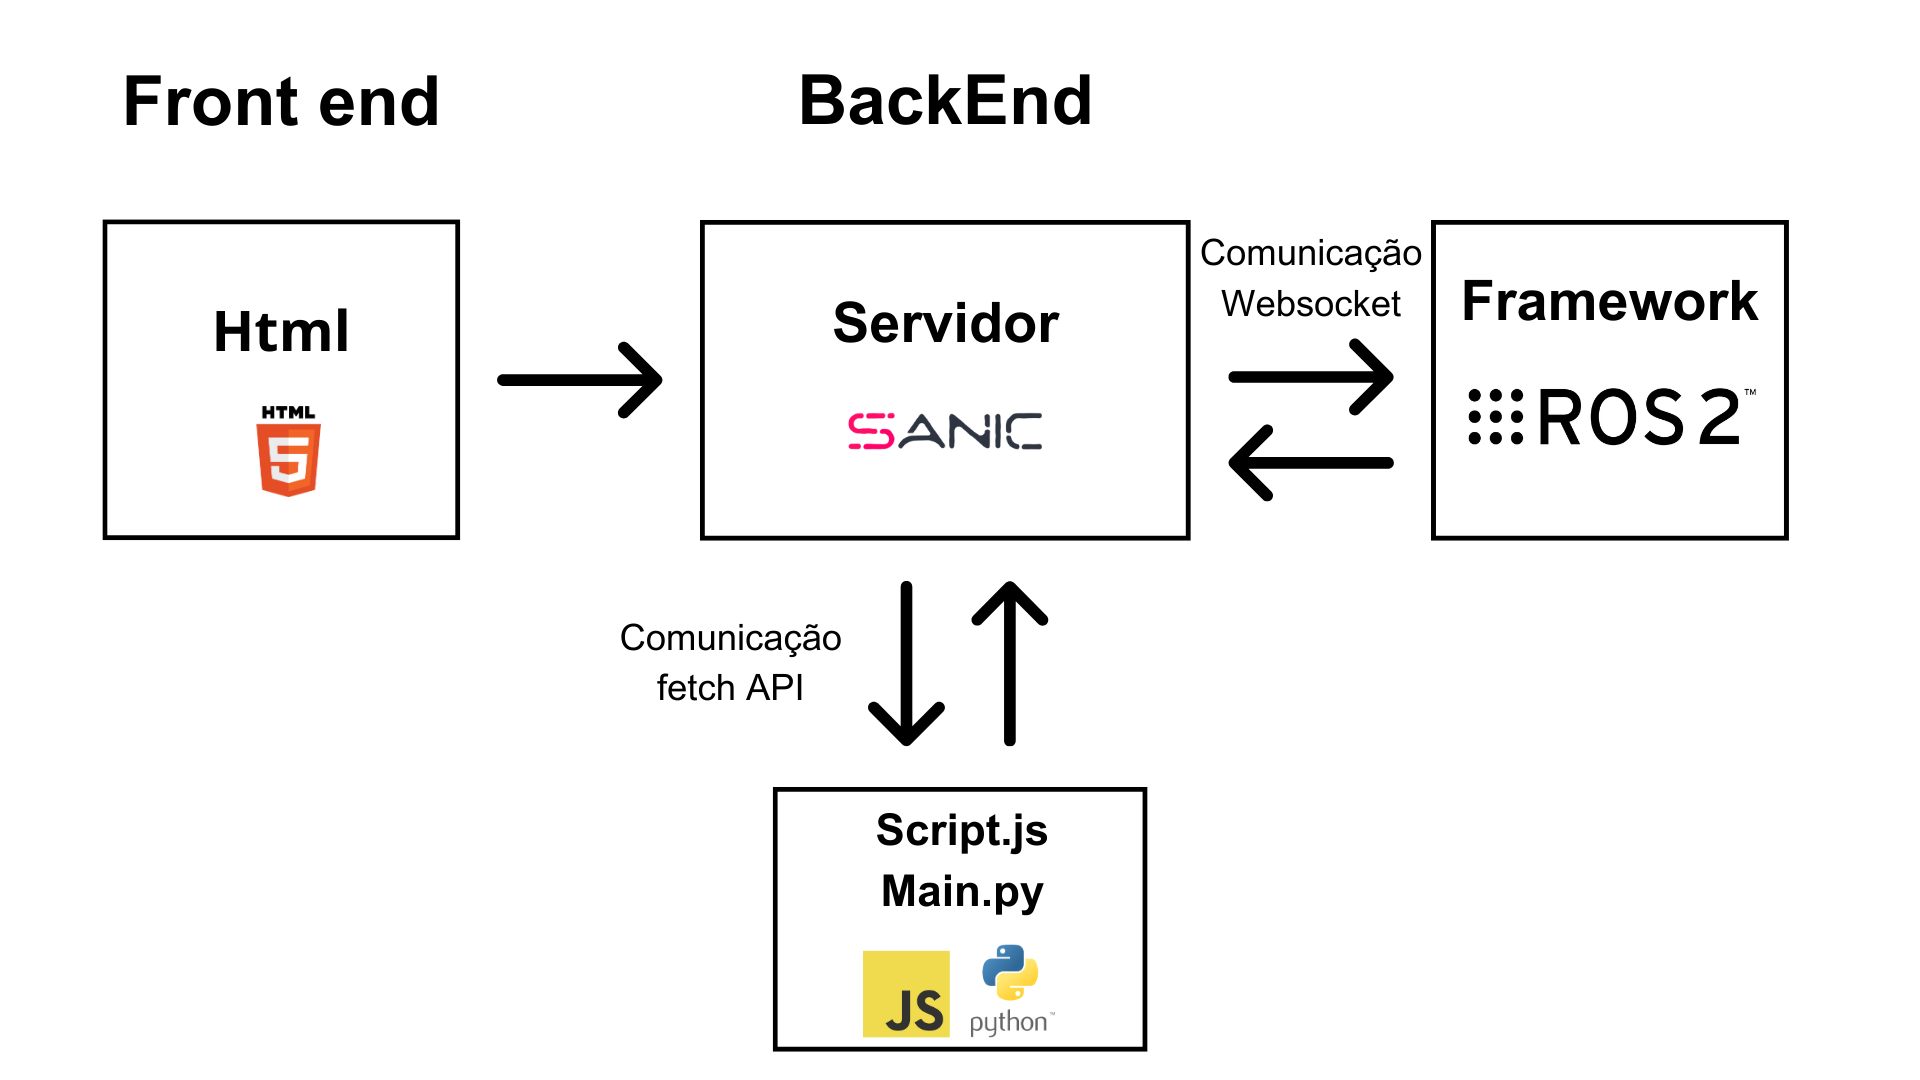 Front end
BackEnd
Html
HTML
5
Servidor
SANIC
Comunicação
Websocket
Framework
ROS 2™
Comunicação
fetch API
Script.js
Main.py
JS
python™